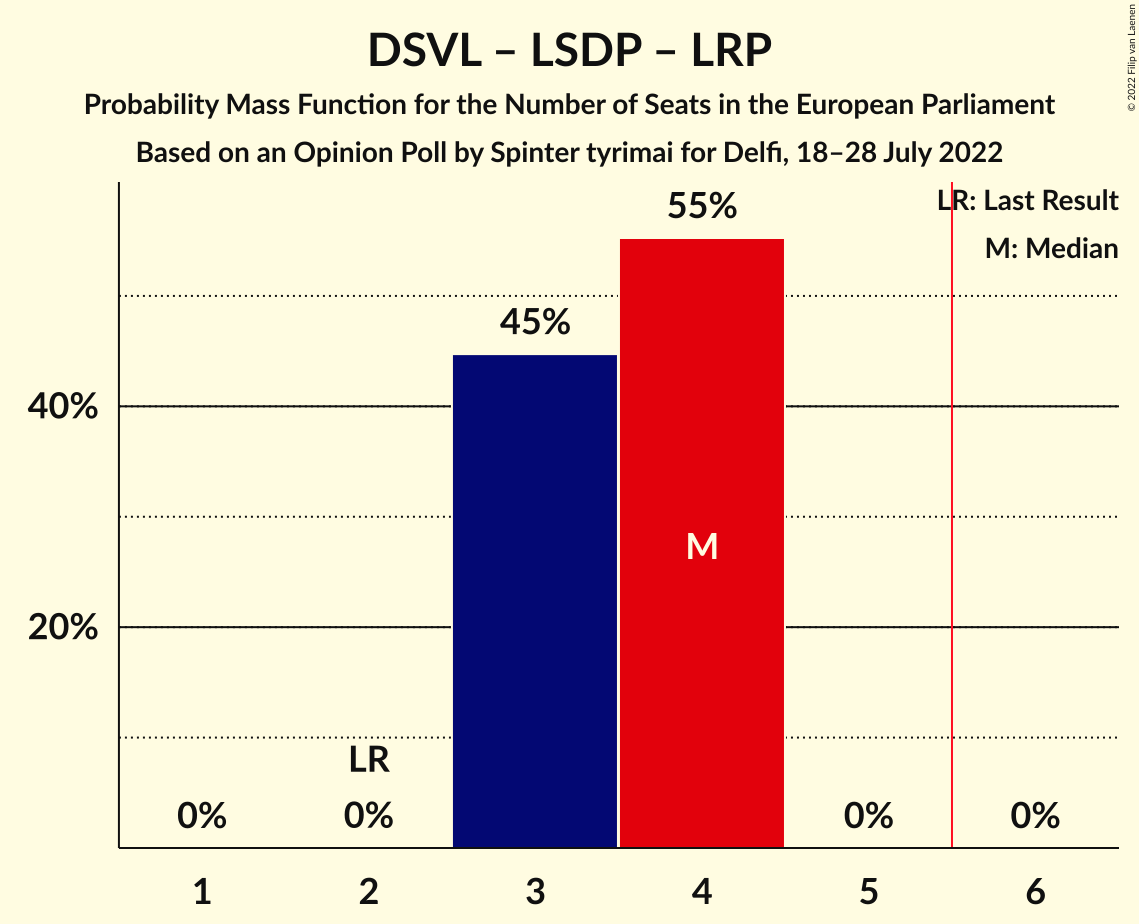 DSVL – LSDP – LRP
Probability Mass Function for the Number of Seats in the European Parliament
Based on an Opinion Poll by Spinter tyrimai for Delfi, 18–28 July 2022
© 2022 Filip van Laenen
LR: Last Result
M: Median
55%
45%
40%
M
20%
LR
0%
0%
0%
0%
1
2
3
4
5
6